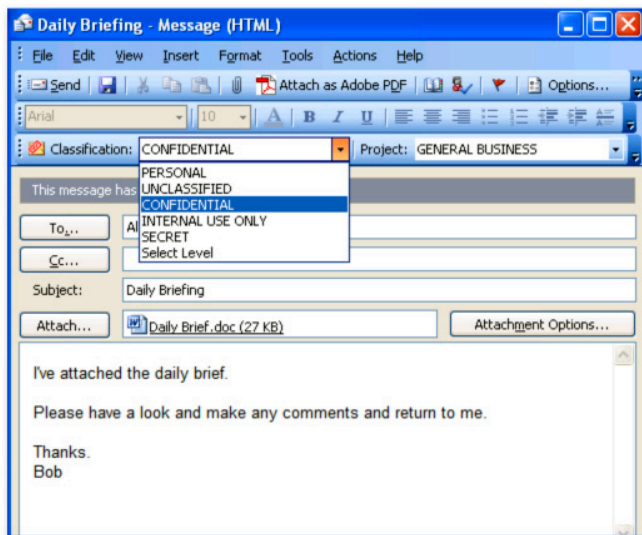 Daily Briefing - Message (HTML)
File Edit View Insert Format Tools Actions Help
Send Attach as Adobe PDF Options...
Arial 10 A B I U
Classification: CONFIDENTIAL Project: GENERAL BUSINESS
PERSONAL
This message has
UNCLASSIFIED
CONFIDENTIAL
INTERNAL USE ONLY
To... Al
SECRET
Select Level
Cc...
Subject: Daily Briefing
Attach... Daily Brief.doc (27 KB) Attachment Options...
I've attached the daily brief.
Please have a look and make any comments and return to me.
Thanks.
Bob